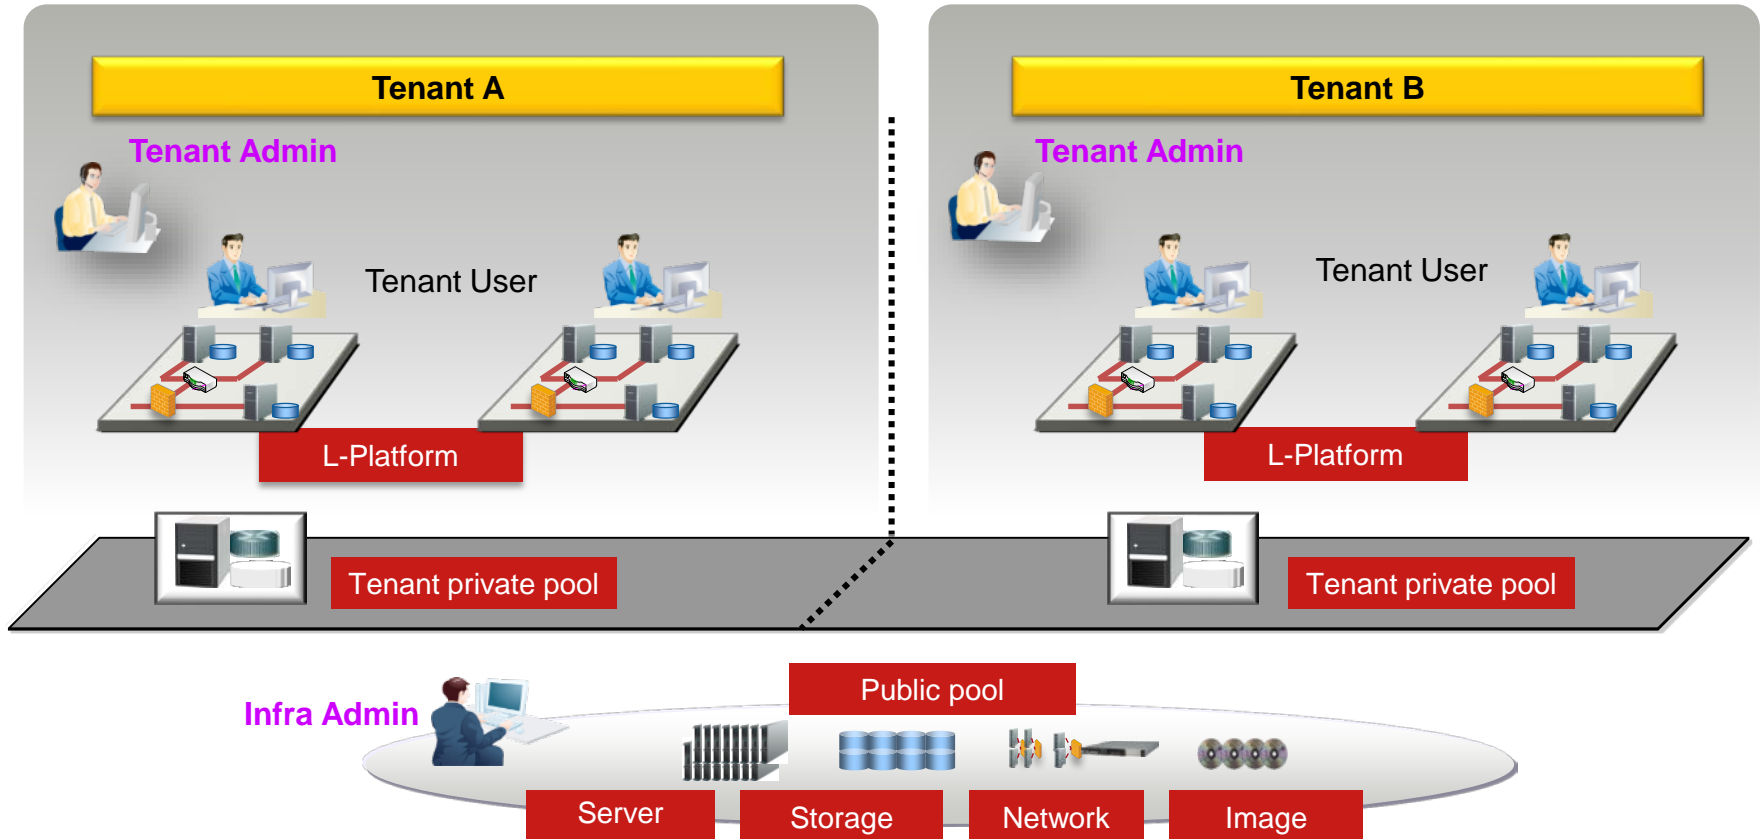 Tenant A
Tenant B
Tenant Admin
Tenant Admin
Tenant User
Tenant User
L-Platform
L-Platform
Tenant private pool
Tenant private pool
Public pool
Infra Admin
Server
Storage
Network
Image